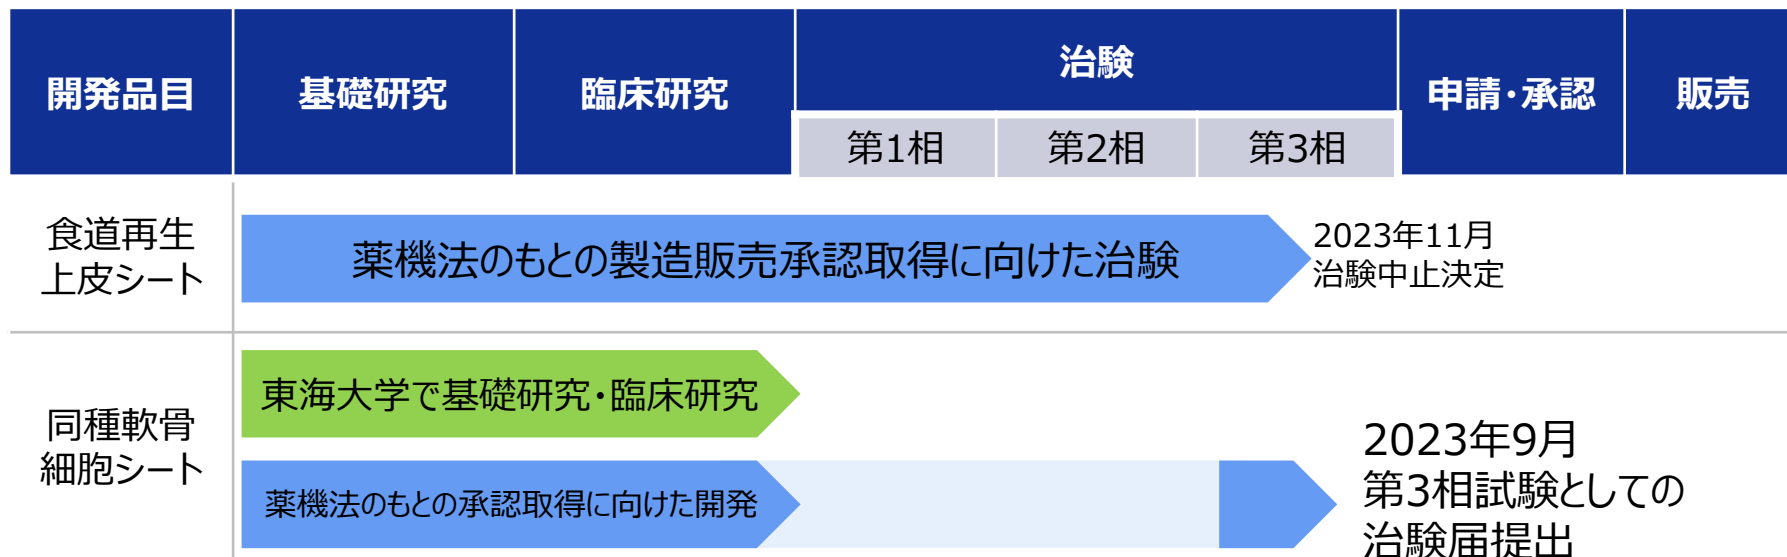 開発品目
基礎研究
臨床研究
治験
申請・承認
販売
第1相
第2相
第3相
食道再生
上皮シート
薬機法のもとの製造販売承認取得に向けた治験
2023年11月
治験中止決定
同種軟骨
細胞シート
東海大学で基礎研究・臨床研究
薬機法のもとの承認取得に向けた開発
2023年9月
第3相試験としての
治験届提出